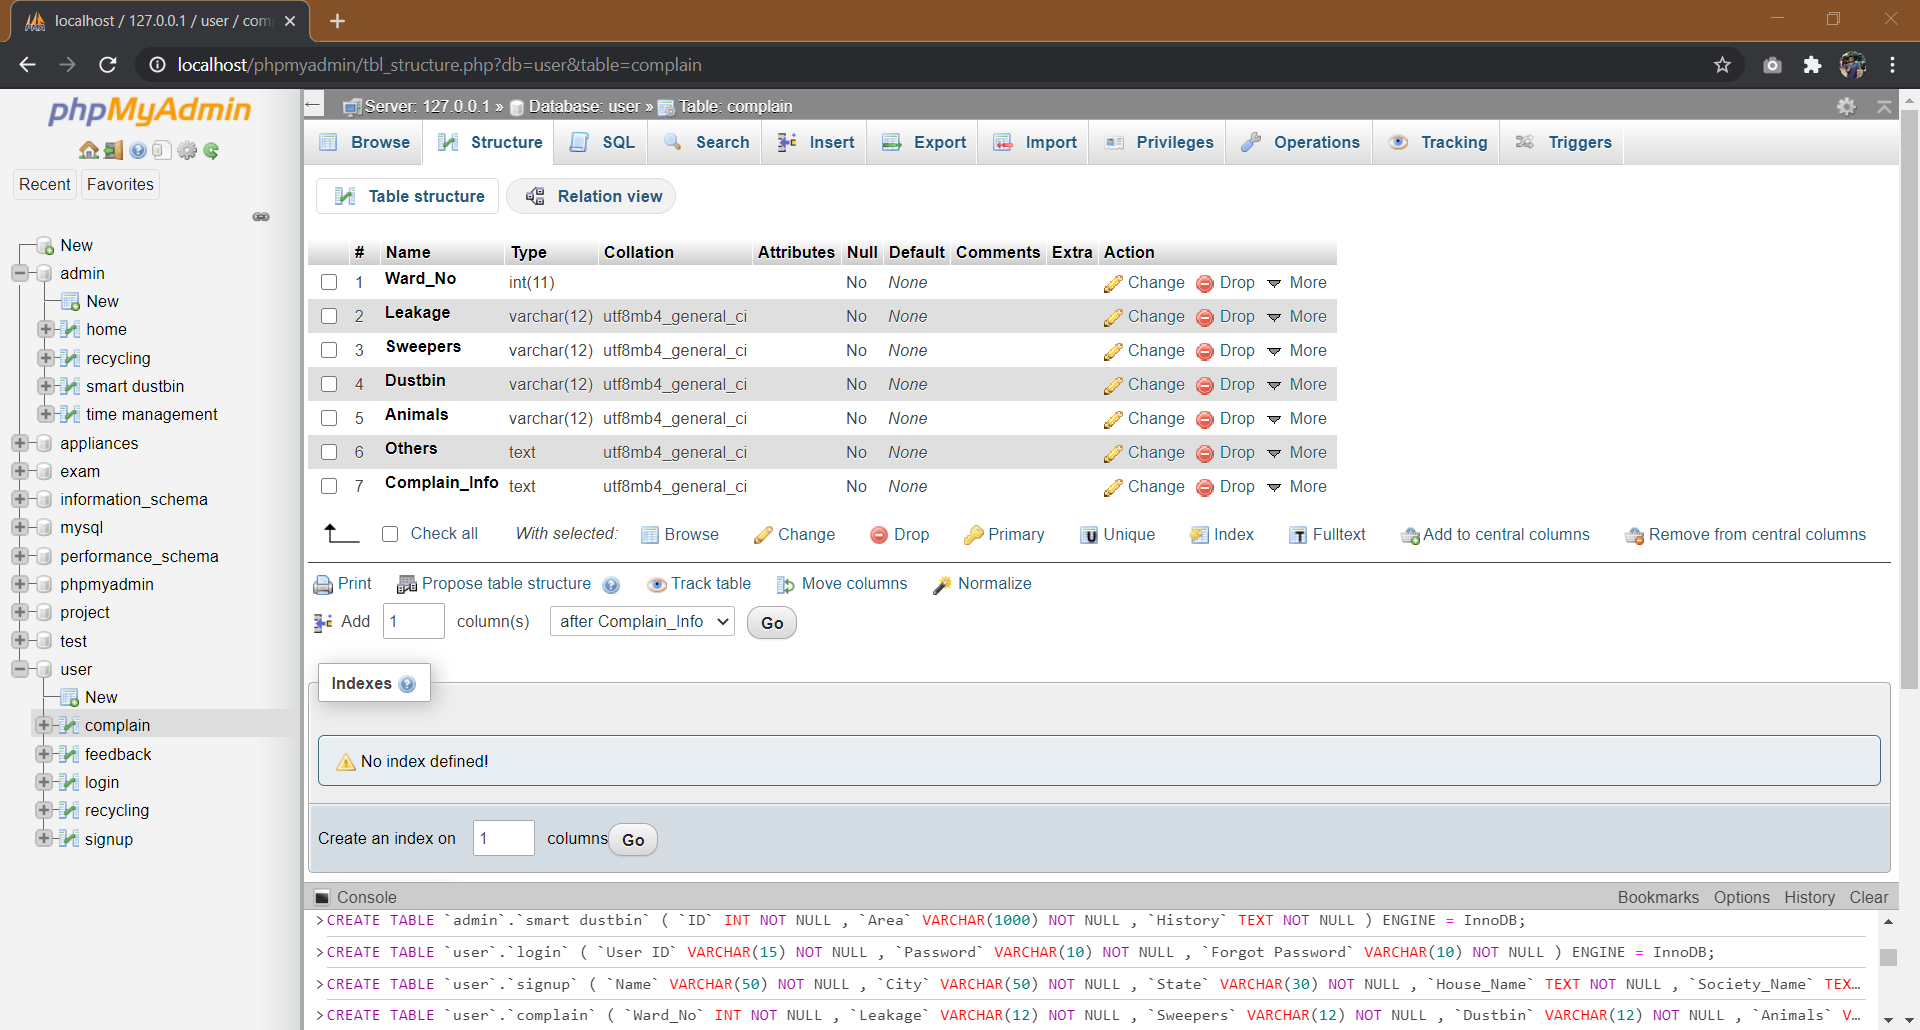 localhost / 127.0.0.1 / user / com
localhost/phpmyadmin/tbl_structure.php?db=user&table=complain
phpMyAdmin
Recent
Favorites
New
admin
New
home
recycling
smart dustbin
time management
appliances
exam
information_schema
mysql
performance_schema
phpmyadmin
project
test
user
New
complain
feedback
login
recycling
signup
Server: 127.0.0.1 » Database: user » Table: complain
Browse Structure SQL Search Insert Export Import Privileges Operations Tracking Triggers
Table structure Relation view
# Name Type Collation Attributes Null Default Comments Extra Action
1 Ward_No int(11) No None Change Drop More
2 Leakage varchar(12) utf8mb4_general_ci No None Change Drop More
3 Sweepers varchar(12) utf8mb4_general_ci No None Change Drop More
4 Dustbin varchar(12) utf8mb4_general_ci No None Change Drop More
5 Animals varchar(12) utf8mb4_general_ci No None Change Drop More
6 Others text utf8mb4_general_ci No None Change Drop More
7 Complain_Info text utf8mb4_general_ci No None Change Drop More
Check all With selected: Browse Change Drop Primary Unique Index Fulltext Add to central columns Remove from central columns
Print Propose table structure Track table Move columns Normalize
Add 1 column(s) after Complain_Info Go
Indexes
No index defined!
Create an index on 1 columns Go
Console Bookmarks Options History Clear
>CREATE TABLE `admin`.`smart dustbin` ( `ID` INT NOT NULL , `Area` VARCHAR(1000) NOT NULL , `History` TEXT NOT NULL ) ENGINE = InnoDB;
>CREATE TABLE `user`.`login` ( `User ID` VARCHAR(15) NOT NULL , `Password` VARCHAR(10) NOT NULL , `Forgot Password` VARCHAR(10) NOT NULL ) ENGINE = InnoDB;
>CREATE TABLE `user`.`signup` ( `Name` VARCHAR(50) NOT NULL , `City` VARCHAR(50) NOT NULL , `State` VARCHAR(30) NOT NULL , `House_Name` TEXT NOT NULL , `Society_Name` TEX…
>CREATE TABLE `user`.`complain` ( `Ward_No` INT NOT NULL , `Leakage` VARCHAR(12) NOT NULL , `Sweepers` VARCHAR(12) NOT NULL , `Dustbin` VARCHAR(12) NOT NULL , `Animals` V…